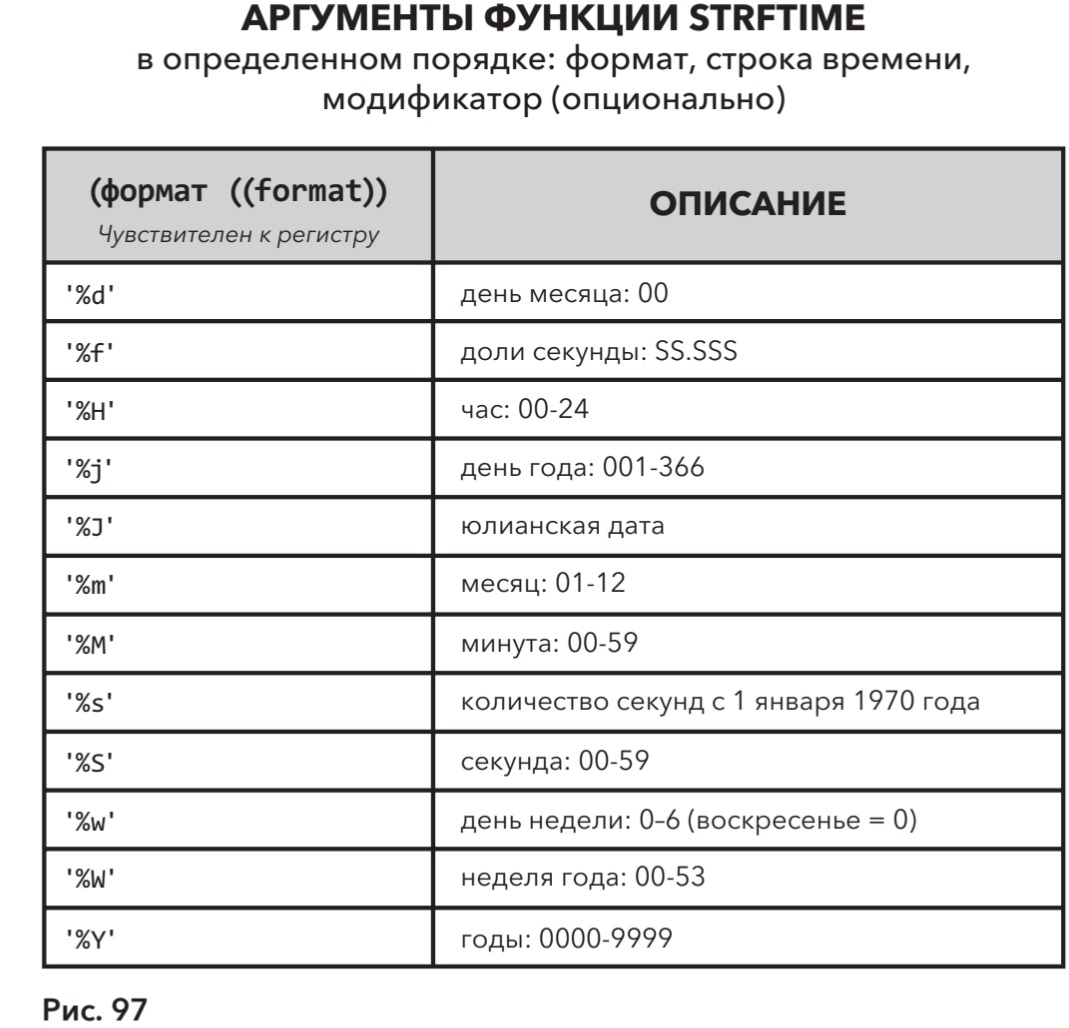 АРГУМЕНТЫ ФУНКЦИИ STRFTIME
в определенном порядке: формат, строка времени,
модификатор (опционально)
(формат ((format)) ОПИСАНИЕ
Чувствителен к регистру
'%d' день месяца: 00
'%f' доли секунды: SS.SSS
'%H' час: 00-24
'%j' день года: 001-366
'%J' юлианская дата
'%m' месяц: 01-12
'%M' минута: 00-59
'%s' количество секунд с 1 января 1970 года
'%S' секунда: 00-59
'%w' день недели: 0–6 (воскресенье = 0)
'%W' неделя года: 00-53
'%Y' годы: 0000-9999
Рис. 97